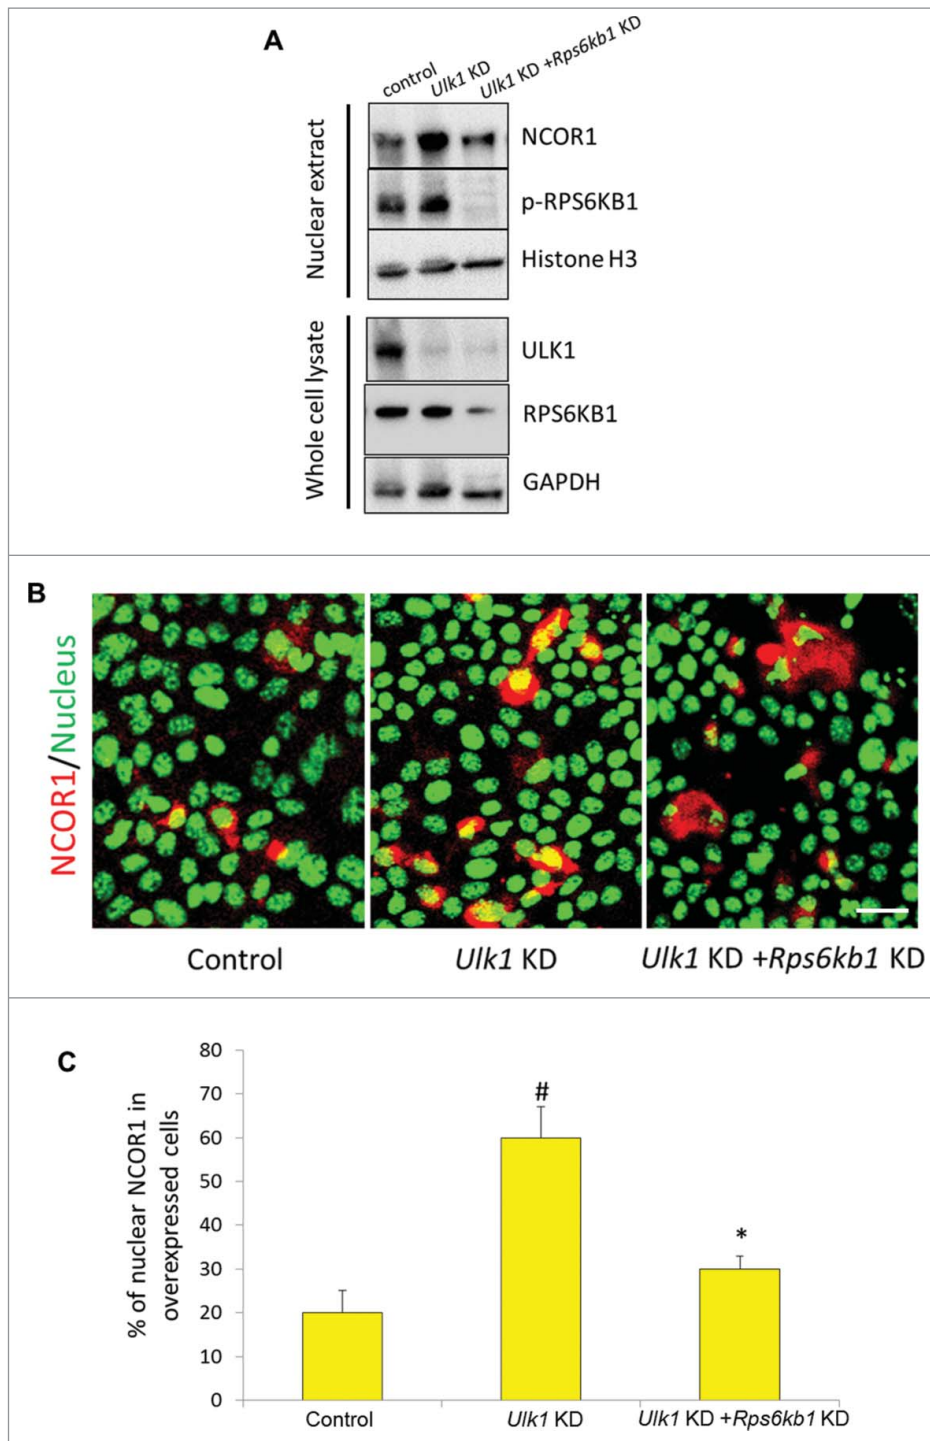 A
control
Ulk1 KD
Ulk1 KD +Rps6kb1 KD
Nuclear extract
NCOR1
p-RPS6KB1
Histone H3
Whole cell lysate
ULK1
RPS6KB1
GAPDH
B
NCOR1/Nucleus
Control
Ulk1 KD
Ulk1 KD +Rps6kb1 KD
C
% of nuclear NCOR1 in
overexpressed cells
80
70
60
50
40
30
20
10
0
#
*
Control
Ulk1 KD
Ulk1 KD +Rps6kb1 KD